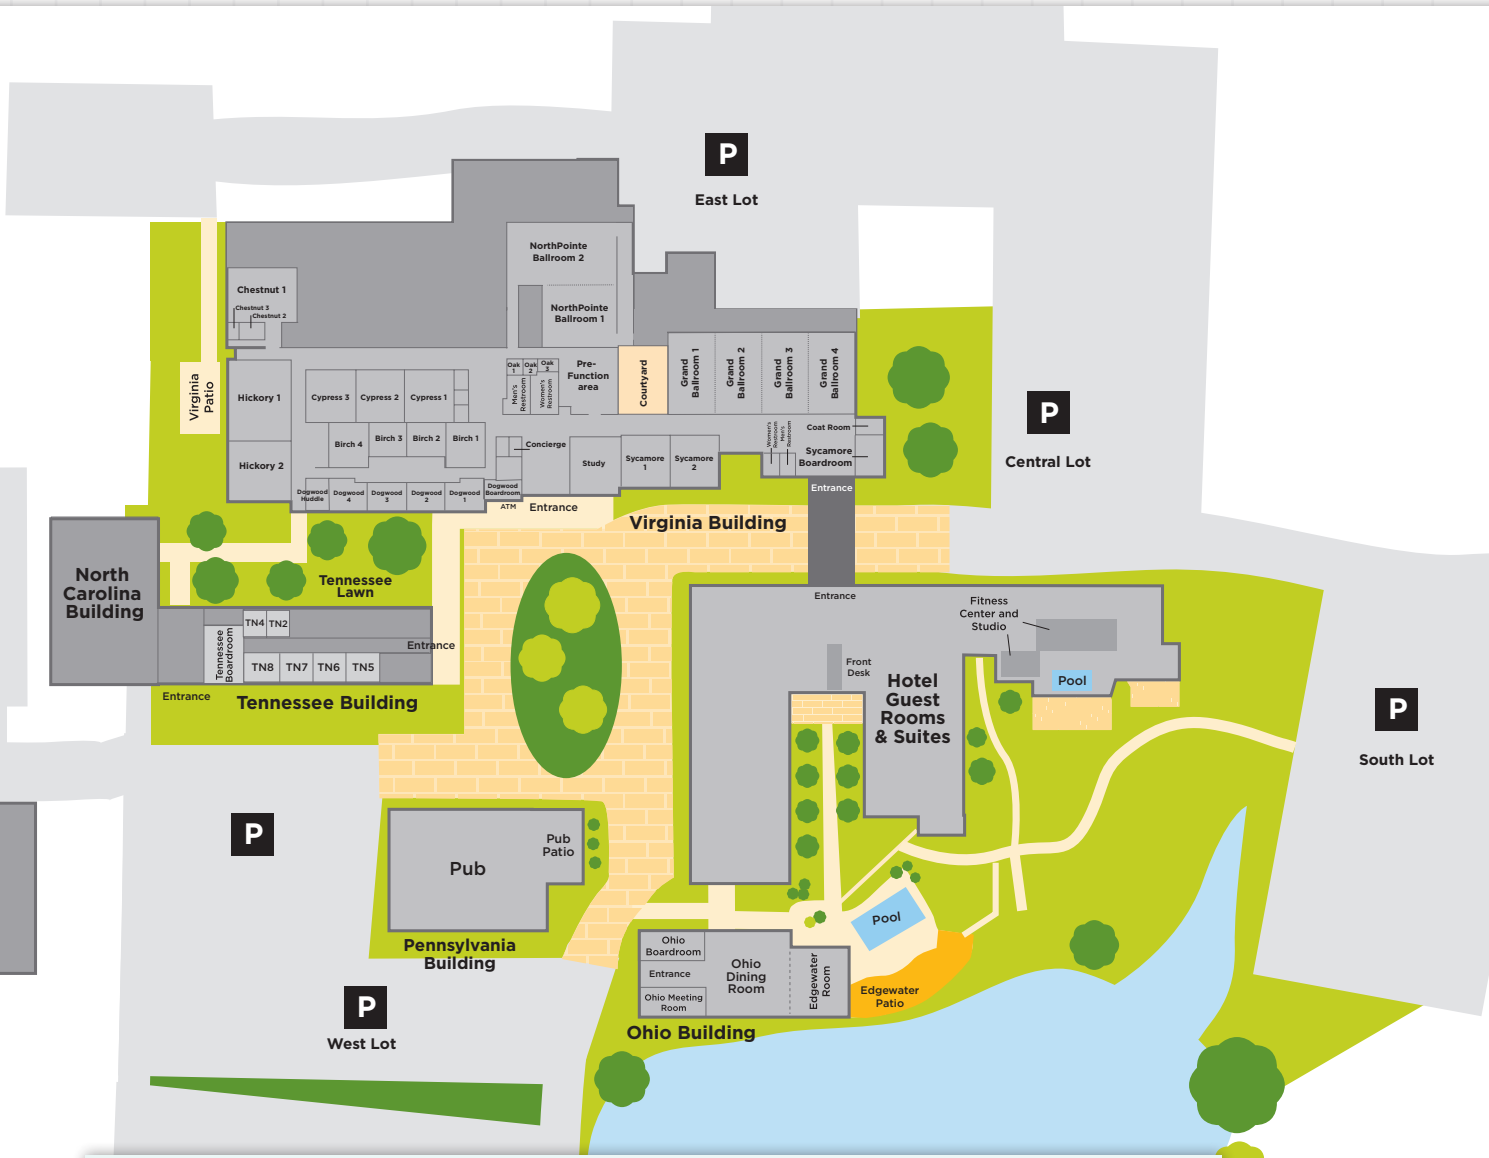 P
East Lot
NorthPointe
Ballroom 2
Chestnut 1
Chestnut 3
Chestnut 2
NorthPointe
Ballroom 1
Virginia
Patio
Hickory 1
Hickory 2
Cypress 3
Cypress 2
Cypress 1
Birch 4
Birch 3
Birch 2
Birch 1
Oak
1
Oak
2
Oak
3
Men's
Restroom
Women's
Restroom
Pre-
Function
area
Courtyard
Grand
Ballroom 1
Grand
Ballroom 2
Grand
Ballroom 3
Grand
Ballroom 4
Concierge
Study
Sycamore
1
Sycamore
2
Women's
Restroom
Men's
Restroom
Coat Room
Sycamore
Boardroom
Dogwood
Huddle
Dogwood
4
Dogwood
3
Dogwood
2
Dogwood
1
Dogwood
Boardroom
ATM
Entrance
Entrance
Virginia Building
P
Central Lot
North
Carolina
Building
Tennessee
Lawn
TN4
TN2
Tennessee
Boardroom
TN8
TN7
TN6
TN5
Entrance
Entrance
Tennessee Building
Entrance
Fitness
Center and
Studio
Front
Desk
Pool
Hotel
Guest
Rooms
& Suites
P
South Lot
P
Pub
Pub
Patio
Pennsylvania
Building
Pool
Ohio
Boardroom
Entrance
Ohio Meeting
Room
Ohio
Dining
Room
Edgewater
Room
Edgewater
Patio
Ohio Building
P
West Lot